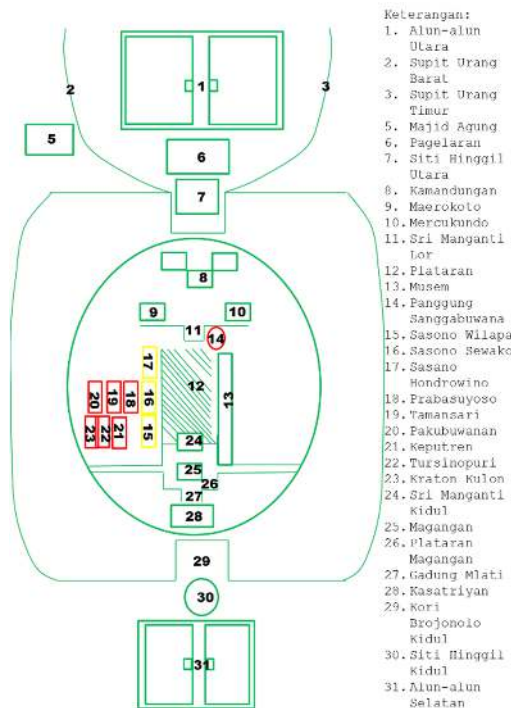 Keterangan:
1. Alun-alun
Utara
2. Supit Urang
Barat
3. Supit Urang
Timur
5. Majid Agung
6. Pagelaran
7. Siti Hinggil
Utara
8. Kamandungan
9. Maerokoto
10. Mercukundo
11. Sri Manganti
Lor
12. Plataran
13. Musem
14. Panggung
Sanggabuwana
15. Sasono Wilapa
16. Sasono Sewako
17. Sasano
Hondrowino
18. Prabasuyoso
19. Tamansari
20. Pakubuwanan
21. Keputren
22. Tursinopuri
23. Kraton Kulon
24. Sri Manganti
Kidul
25. Magangan
26. Plataran
Magangan
27. Gadung Mlati
28. Kasatriyan
29. Kori
Brojonolo
Kidul
30. Siti Hinggil
Kidul
31. Alun-alun
Selatan
1
2
3
5
6
7
8
9
10
11
14
17
12
13
20
19
18
16
23
22
21
15
24
25
26
27
28
29
30
31